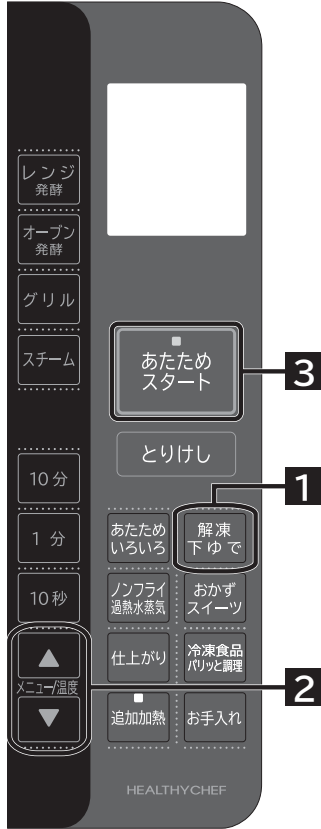 レンジ
発酵
オーブン
発酵
グリル
スチーム
あたため
スタート
3
とりけし
10分
1
1 分
あたため
いろいろ
解凍
下ゆで
10秒
ノンフライ
過熱水蒸気
おかず
スイーツ
▲
メニュー/温度
▼
仕上がり
冷凍食品
パリッと調理
2
追加加熱
お手入れ
HEALTHYCHEF